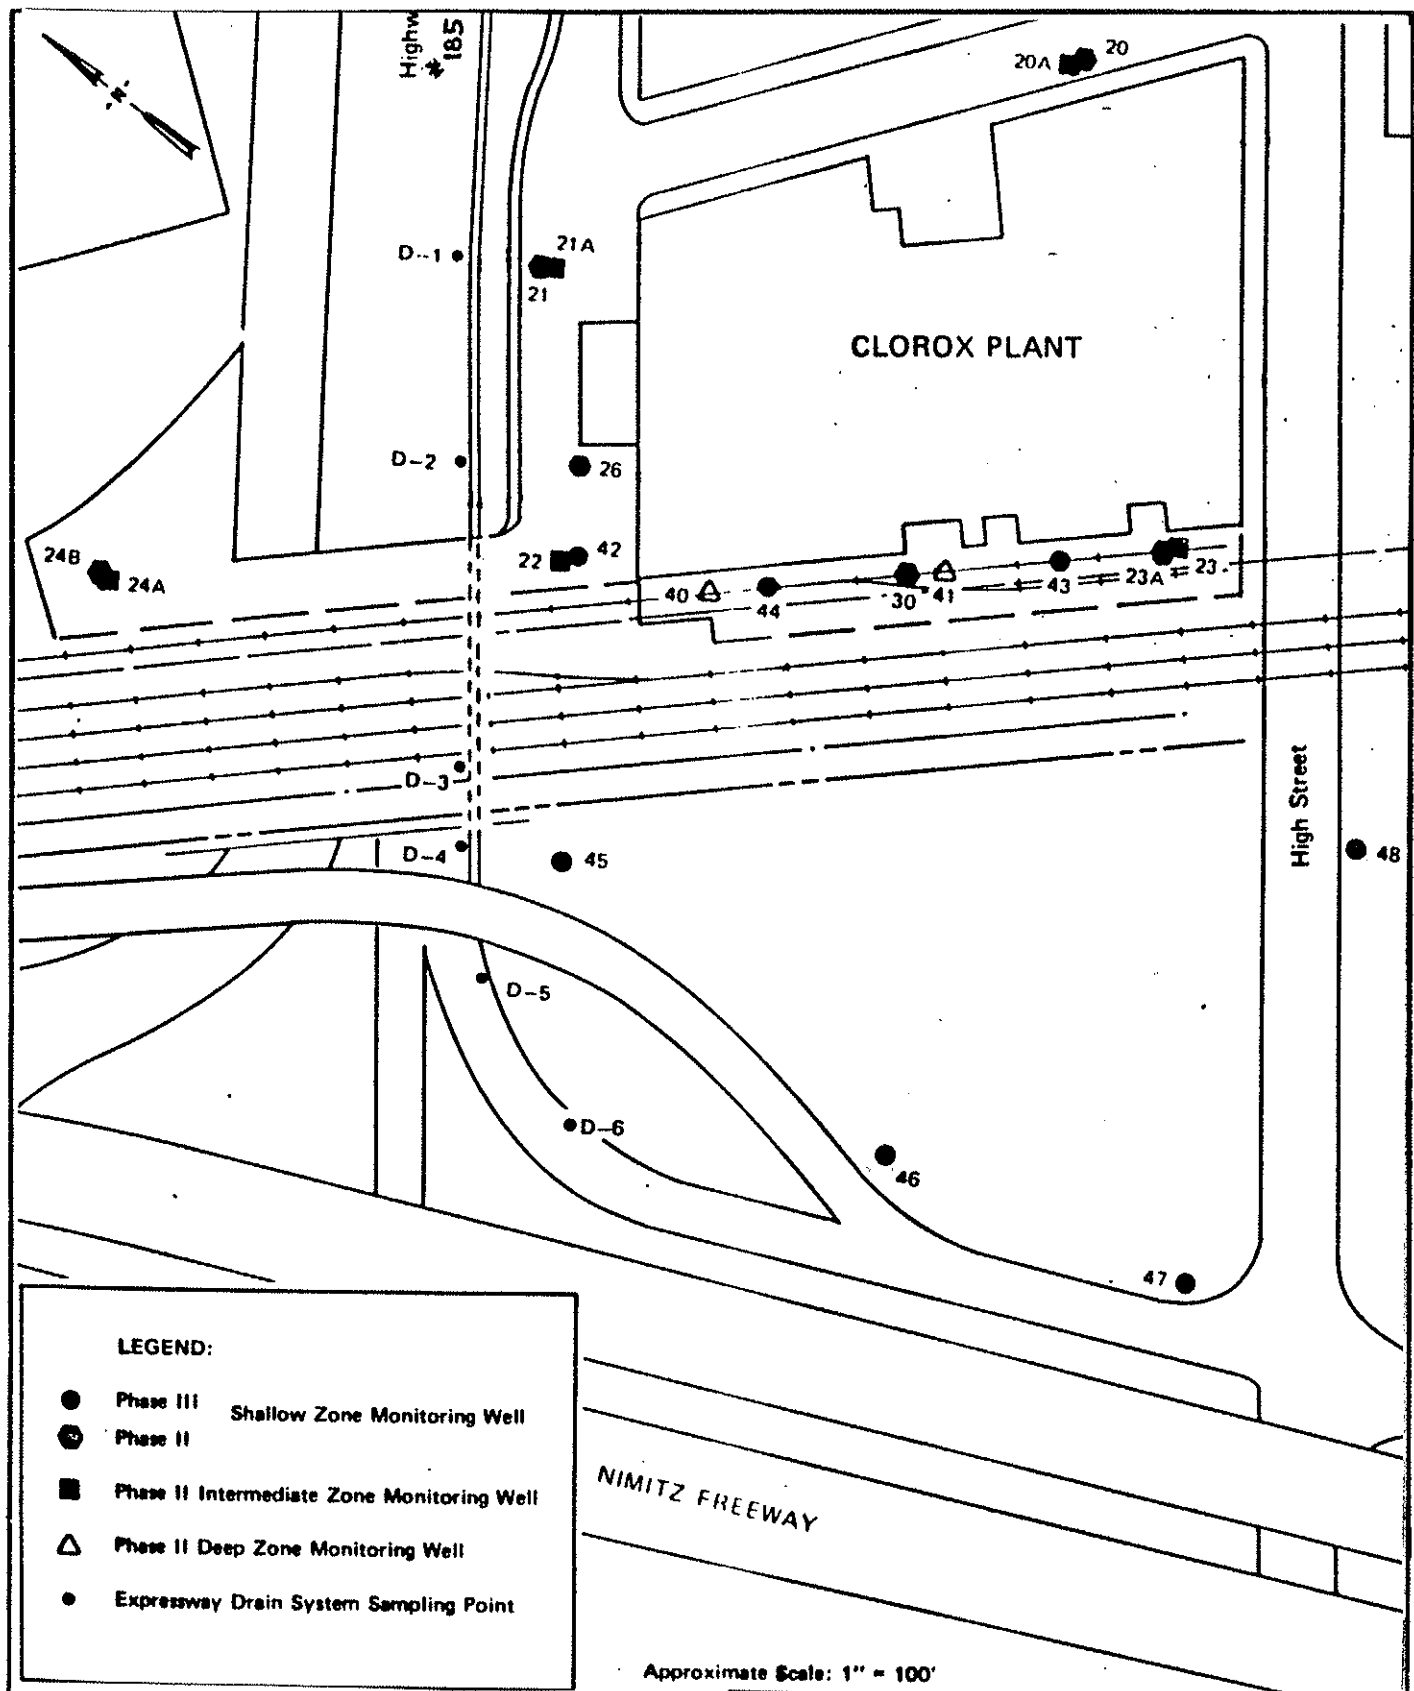 Highw
#185
N
20
20A
D--1
21A
21
CLOROX PLANT
D-2
26
24B
24A
22
42
40
44
30
41
43
23A
23
D-3
D-4
45
High Street
48
D-5
D-6
46
47
LEGEND:
Phase III
Shallow Zone Monitoring Well
Phase II
Phase II Intermediate Zone Monitoring Well
Phase II Deep Zone Monitoring Well
Expressway Drain System Sampling Point
NIMITZ FREEWAY
Approximate Scale: 1" = 100'